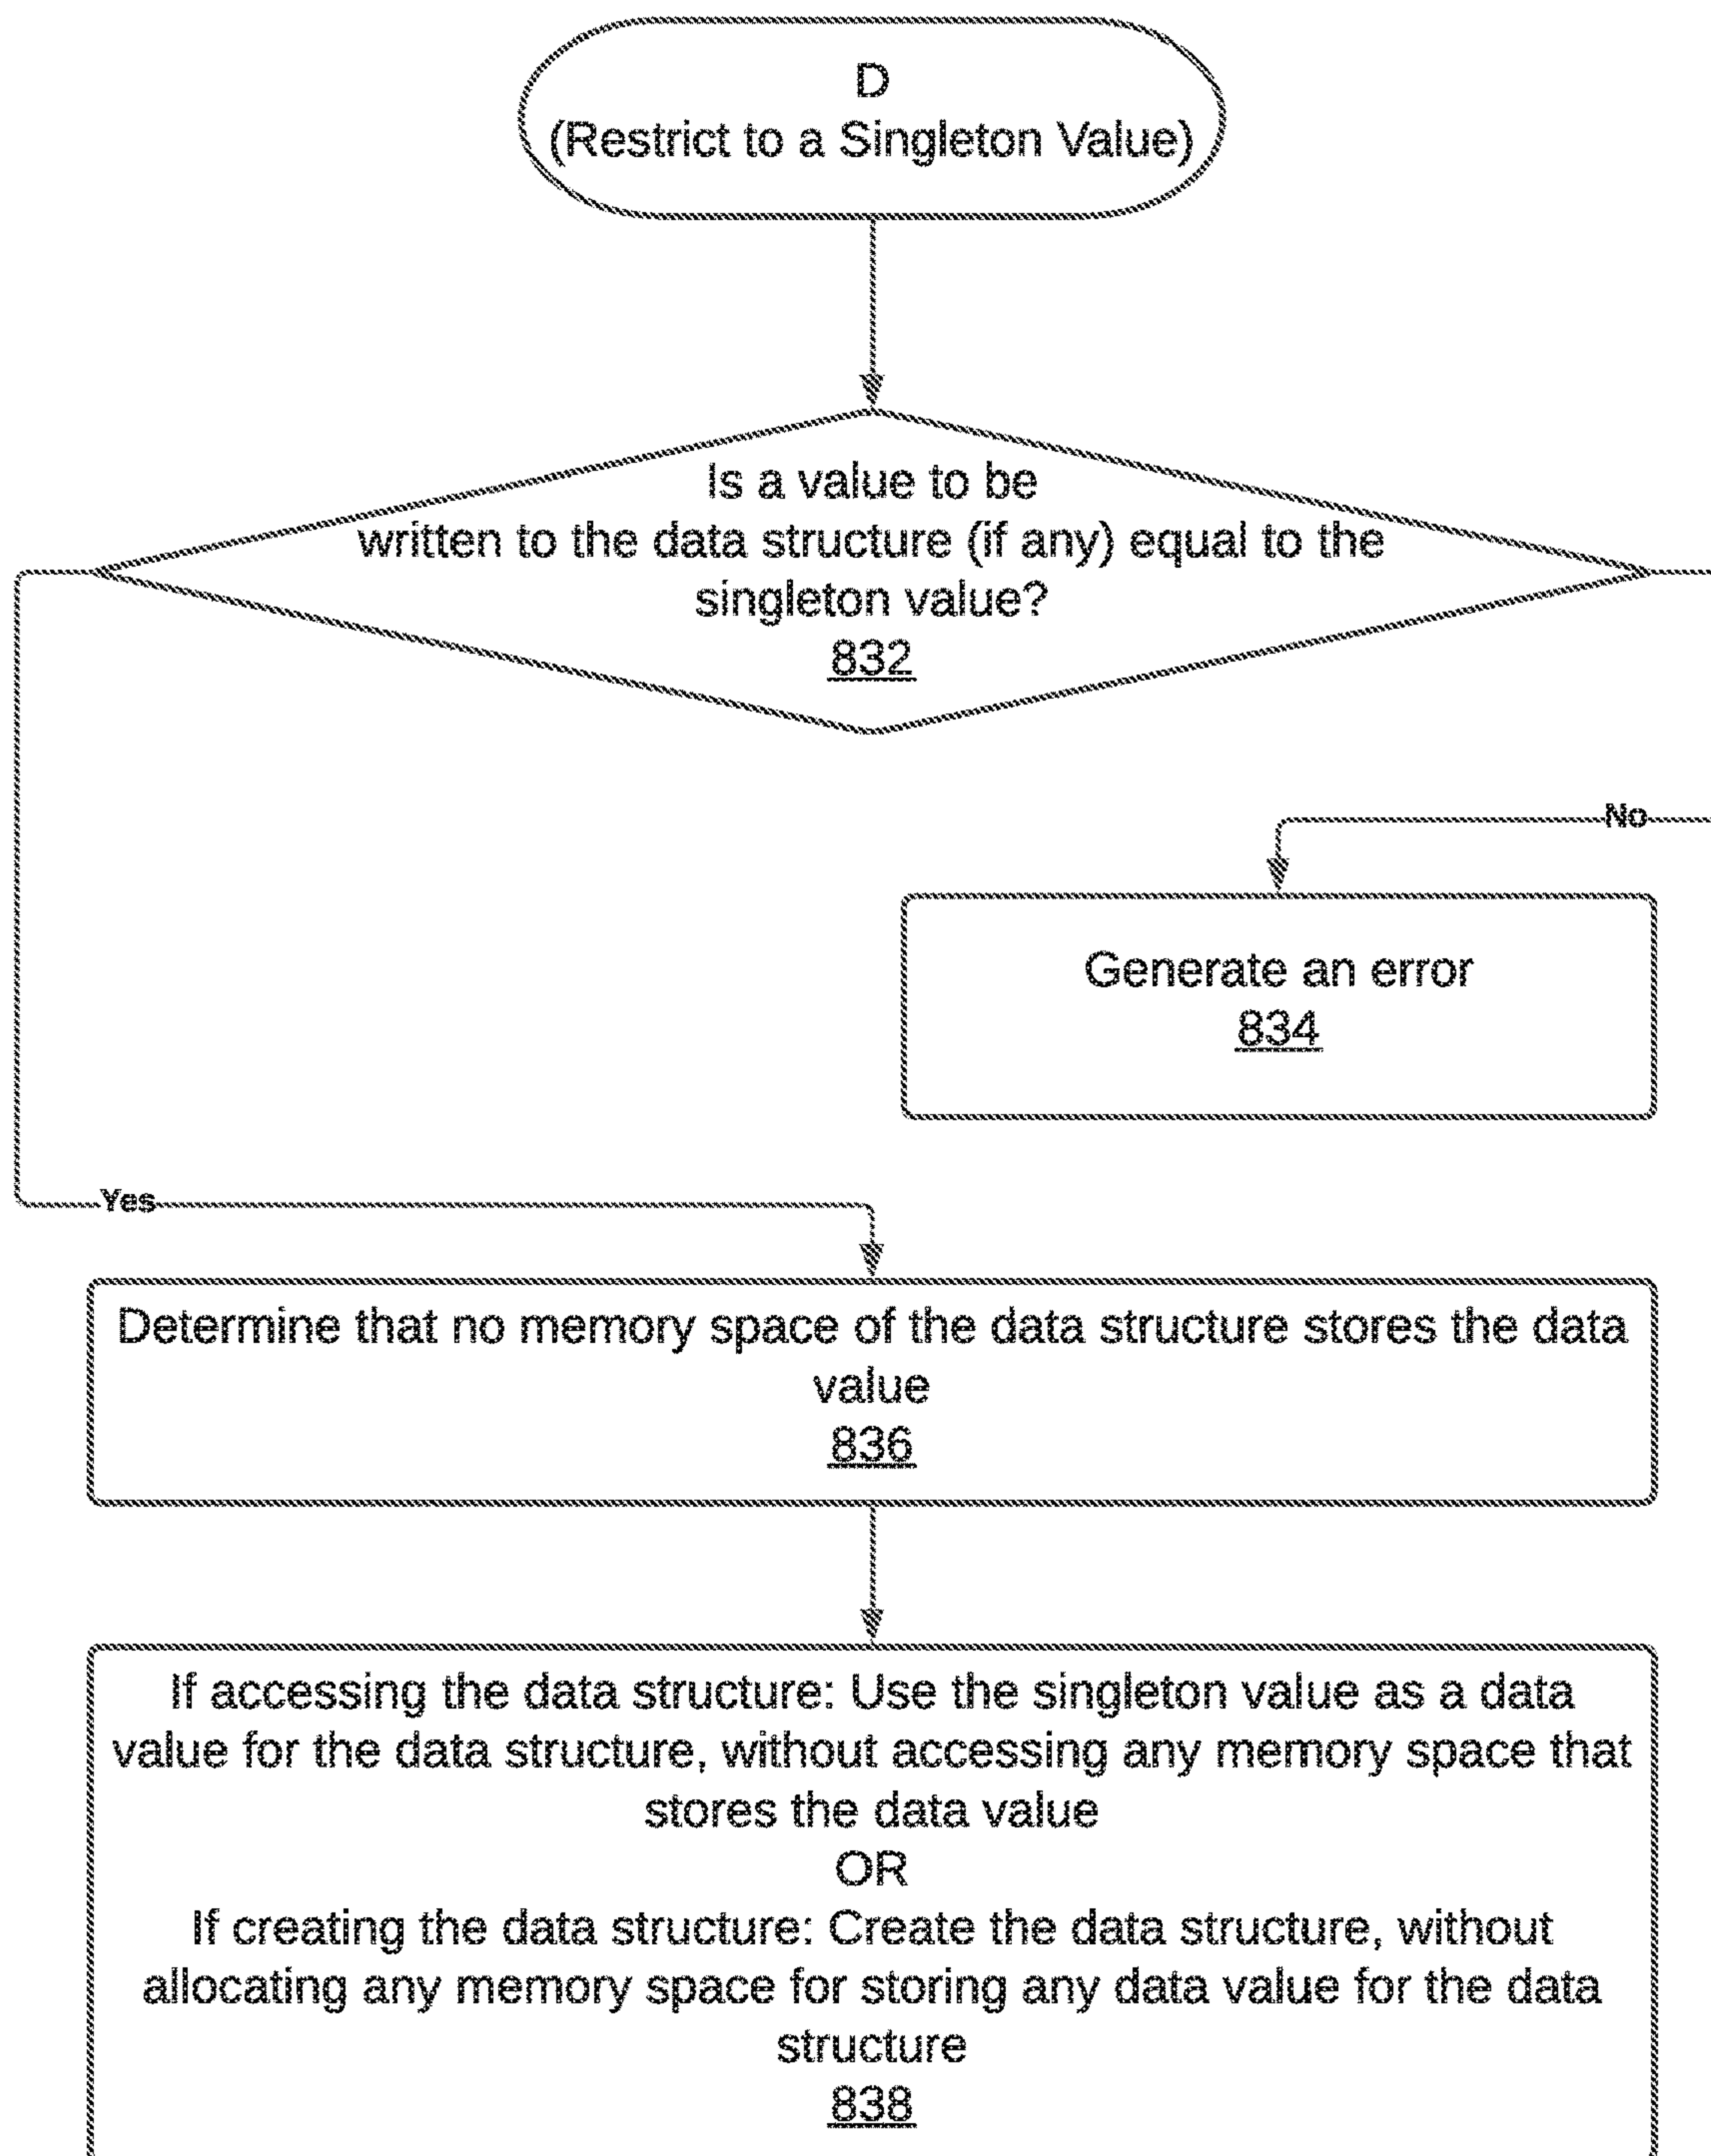 D
(Restrict to a Singleton Value)
Is a value to be
written to the data structure (if any) equal to the
singleton value?
832
No
Generate an error
834
Yes
Determine that no memory space of the data structure stores the data
value
836
If accessing the data structure: Use the singleton value as a data
value for the data structure, without accessing any memory space that
stores the data value
OR
If creating the data structure: Create the data structure, without
allocating any memory space for storing any data value for the data
structure
838